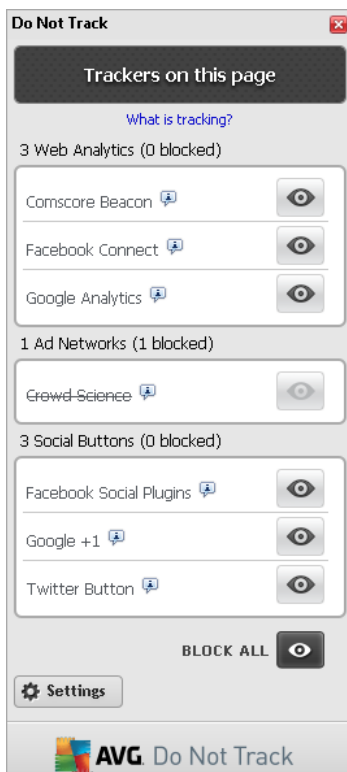 Do Not Track
Trackers on this page
What is tracking?
3 Web Analytics (0 blocked)
Comscore Beacon
Facebook Connect
Google Analytics
1 Ad Networks (1 blocked)
Crowd Science
3 Social Buttons (0 blocked)
Facebook Social Plugins
Google +1
Twitter Button
BLOCK ALL
Settings
AVG. Do Not Track